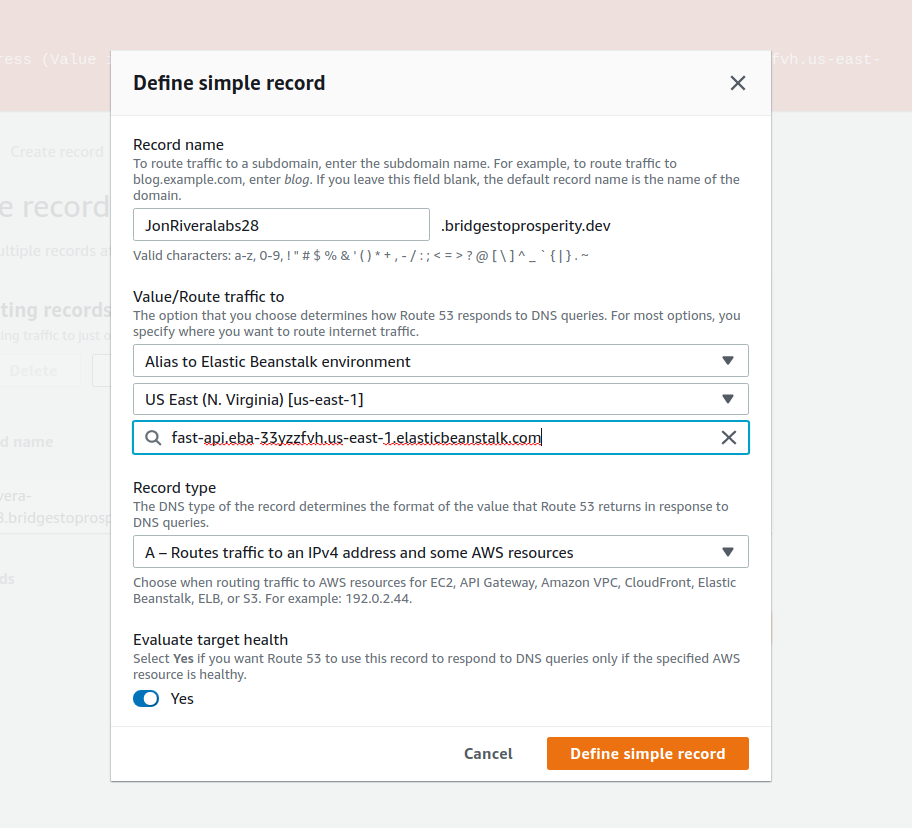 ress (Value
fvh.us-east-
Define simple record
Create record
e record
ultiple records
ting records
ing traffic to just
Delete
d name
vera-
.bridgestoprosp
ds
Record name
To route traffic to a subdomain, enter the subdomain name. For example, to route traffic to
blog.example.com, enter blog. If you leave this field blank, the default record name is the name of the
domain.
JonRiveralabs28 .bridgestoprosperity.dev
Valid characters: a-z, 0-9, ! " # $ % & ' ( ) * + , - / : ; < = > ? @ [ \ ] ^ _ ` { | } . ~
Value/Route traffic to
The option that you choose determines how Route 53 responds to DNS queries. For most options, you
specify where you want to route internet traffic.
Alias to Elastic Beanstalk environment
US East (N. Virginia) [us-east-1]
fast-api.eba-33yzzfvh.us-east-1.elasticbeanstalk.com
Record type
The DNS type of the record determines the format of the value that Route 53 returns in response to
DNS queries.
A – Routes traffic to an IPv4 address and some AWS resources
Choose when routing traffic to AWS resources for EC2, API Gateway, Amazon VPC, CloudFront, Elastic
Beanstalk, ELB, or S3. For example: 192.0.2.44.
Evaluate target health
Select Yes if you want Route 53 to use this record to respond to DNS queries only if the specified AWS
resource is healthy.
Yes
Cancel
Define simple record